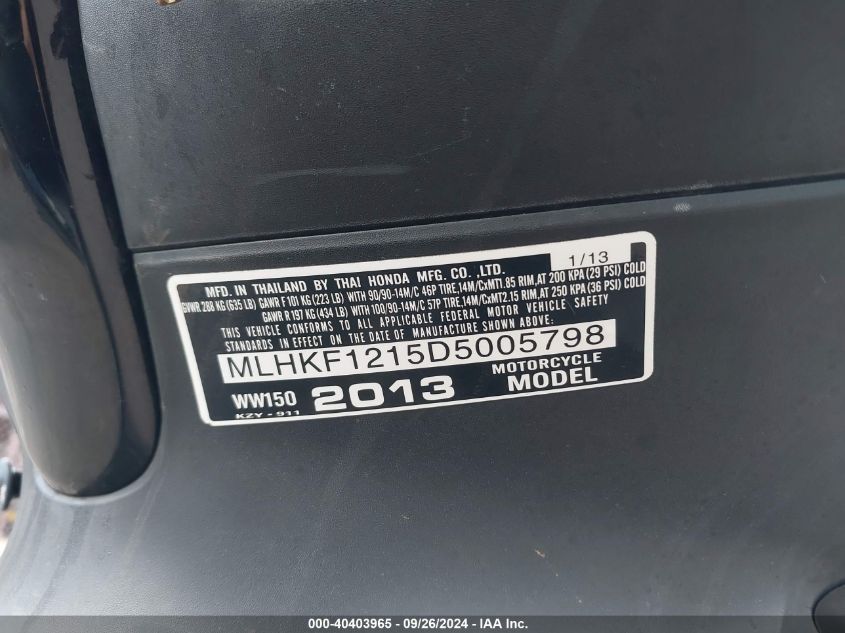 1/13
MFD. IN THAILAND BY THAI HONDA MFG. CO.,LTD.
GVWR 288 KG (635 LB) GAWR F 101 KG (223 LB) WITH 90/90-14M/C 46P TIRE,14M/CxMT1.85 RIM,AT 200 KPA (29 PSI) COLD
GAWR R 197 KG (434 LB) WITH 100/90-14M/C 57P TIRE,14M/CxMT2.15 RIM,AT 250 KPA (36 PSI) COLD
THIS VEHICLE CONFORMS TO ALL APPLICABLE FEDERAL MOTOR VEHICLE SAFETY
STANDARDS IN EFFECT ON THE DATE OF MANUFACTURE SHOWN ABOVE.
MLHKF1215D5005798
WW150 2013 MOTORCYCLE MODEL
KZY-911
000-40403965 - 09/26/2024 - IAA Inc.